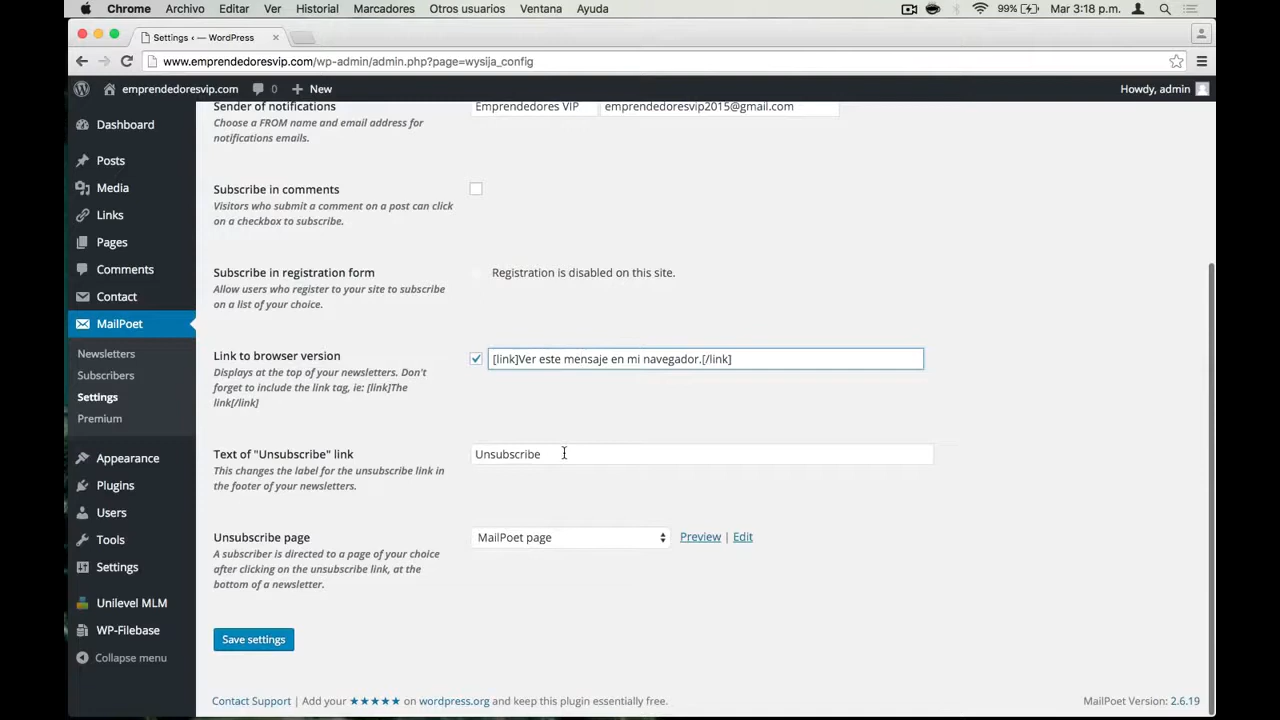 Chrome Archivo Editar Ver Historial Marcadores Otros usuarios Ventana Ayuda 99% Mar 3:18 p.m.
Settings ‹ — WordPress ×
www.emprendedoresvip.com/wp-admin/admin.php?page=wysija_config
emprendedoresvip.com 0 + New Howdy, admin
Dashboard
Posts
Media
Links
Pages
Comments
Contact
MailPoet
Newsletters
Subscribers
Settings
Premium
Appearance
Plugins
Users
Tools
Settings
Unilevel MLM
WP-Filebase
Collapse menu
Sender of notifications Emprendedores VIP emprendedoresvip2015@gmail.com
Choose a FROM name and email address for
notifications emails.
Subscribe in comments
Visitors who submit a comment on a post can click
on a checkbox to subscribe.
Subscribe in registration form Registration is disabled on this site.
Allow users who register to your site to subscribe
on a list of your choice.
Link to browser version [link]Ver este mensaje en mi navegador.[/link]
Displays at the top of your newsletters. Don't
forget to include the link tag, ie: [link]The
link[/link]
Text of "Unsubscribe" link Unsubscribe
This changes the label for the unsubscribe link in
the footer of your newsletters.
Unsubscribe page MailPoet page Preview | Edit
A subscriber is directed to a page of your choice
after clicking on the unsubscribe link, at the
bottom of a newsletter.
Save settings
Contact Support | Add your ★★★★★ on wordpress.org and keep this plugin essentially free. MailPoet Version: 2.6.19